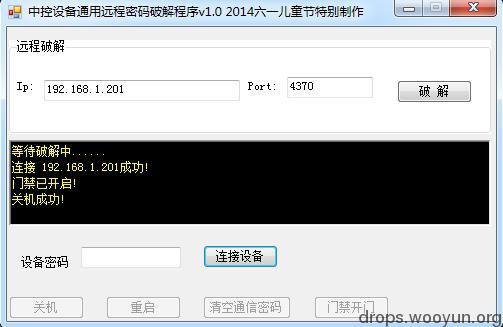 中控设备通用远程密码破解程序v1.0 2014六一儿童节特别制作
远程破解
Ip: 192.168.1.201 Port: 4370 破 解
等待破解中......
连接 192.168.1.201成功!
门禁已开启!
关机成功!
设备密码 连接设备
关机 重启 清空通信密码 门禁开门
drops.wooyun.org